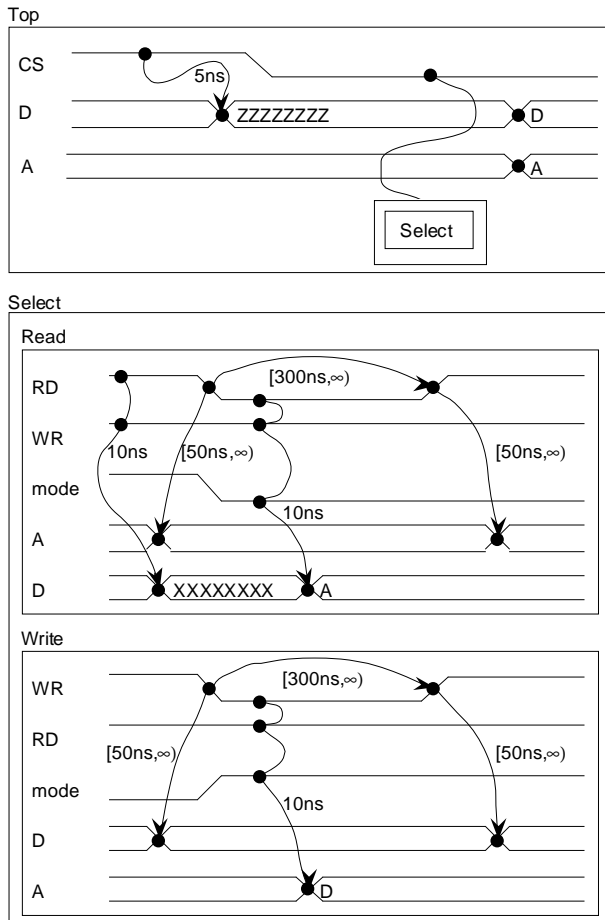 Top
CS
5ns
D ZZZZZZZZ D
A A
Select
Select
Read
RD [300ns,∞)
WR
10ns [50ns,∞) [50ns,∞)
mode
10ns
A
D XXXXXXXX A
Write
WR [300ns,∞)
RD
[50ns,∞) [50ns,∞)
mode
10ns
D
A D